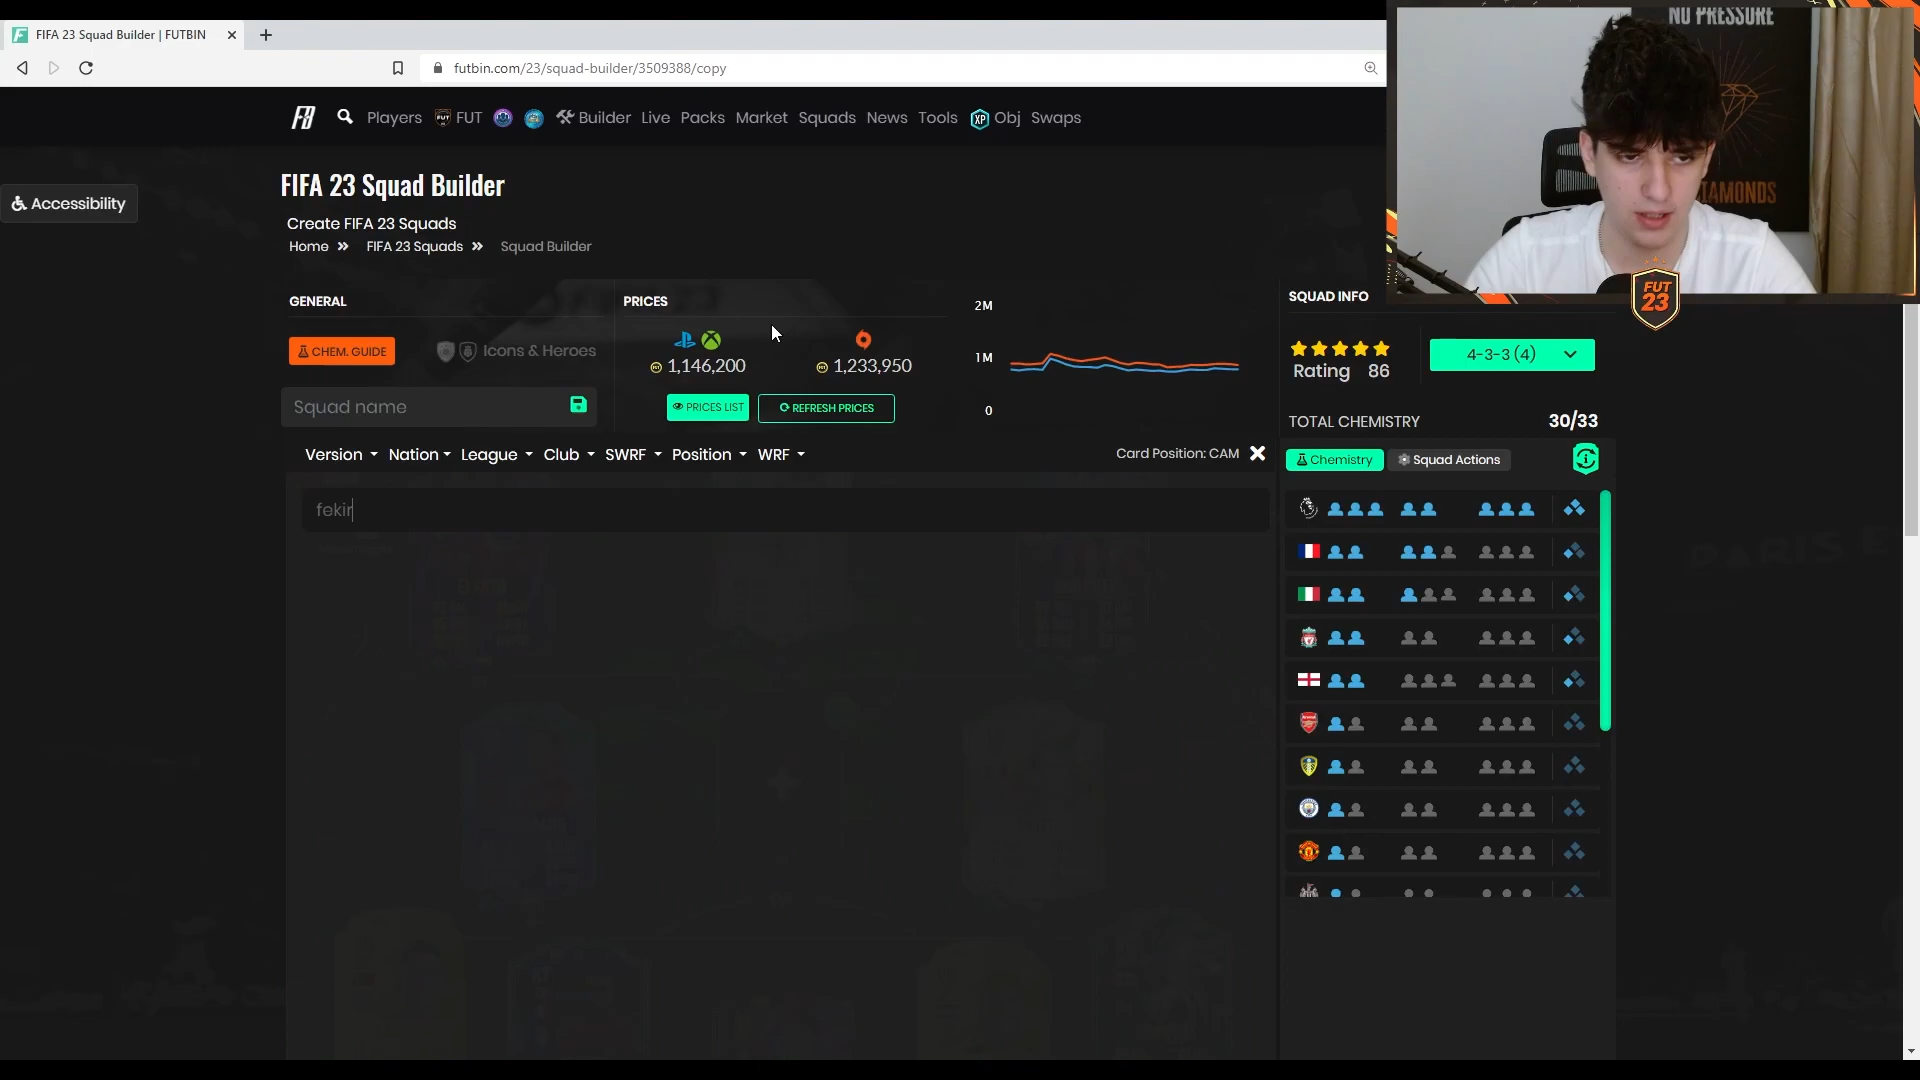 FIFA 23 Squad Builder | FUTBIN
futbin.com/23/squad-builder/3509388/copy
NO PRESSURE
DIAMONDS
FUT
23
Players FUT Builder Live Packs Market Squads News Tools XP Obj Swaps
Accessibility
FIFA 23 Squad Builder
Create FIFA 23 Squads
Home FIFA 23 Squads Squad Builder
GENERAL
CHEM. GUIDE
Icons & Heroes
Squad name
PRICES
1,146,200
1,233,950
PRICES LIST
REFRESH PRICES
2M
1M
0
SQUAD INFO
Rating 86
4-3-3 (4)
TOTAL CHEMISTRY 30/33
Chemistry
Squad Actions
Version Nation League Club SWRF Position WRF
Card Position: CAM
fekir